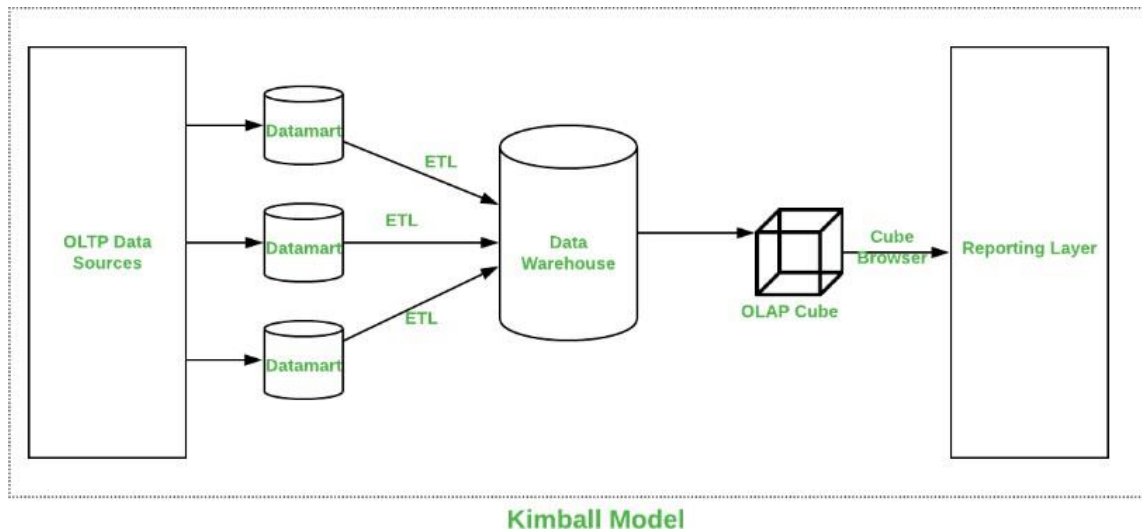 Datamart
ETL
ETL
OLTP Data
Sources
Datamart
Data
Warehouse
Cube
Browser
Reporting Layer
OLAP Cube
ETL
Datamart
Kimball Model